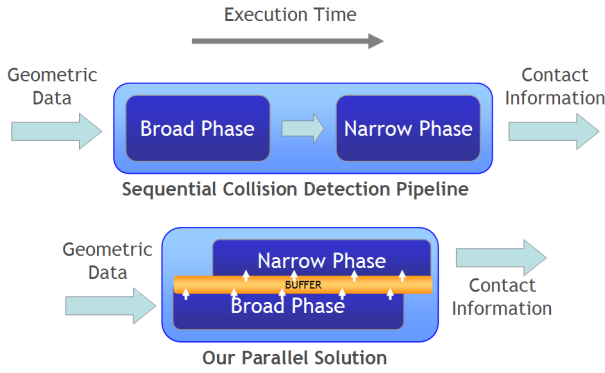 Execution Time
Geometric
Data
Contact
Information
Broad Phase
Narrow Phase
Sequential Collision Detection Pipeline
Geometric
Data
Narrow Phase
BUFFER
Broad Phase
Contact
Information
Our Parallel Solution